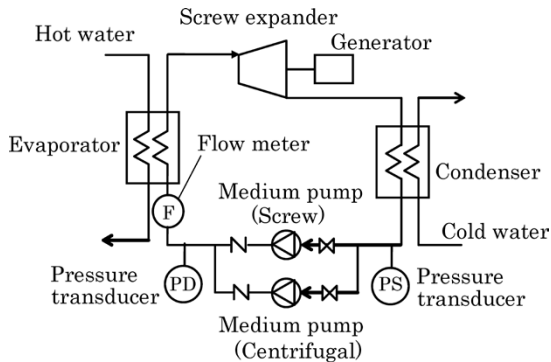 Screw expander
Hot water
Generator
Evaporator
Flow meter
Condenser
F
Medium pump
(Screw)
Cold water
Pressure
transducer
PD
PS
Pressure
transducer
Medium pump
(Centrifugal)